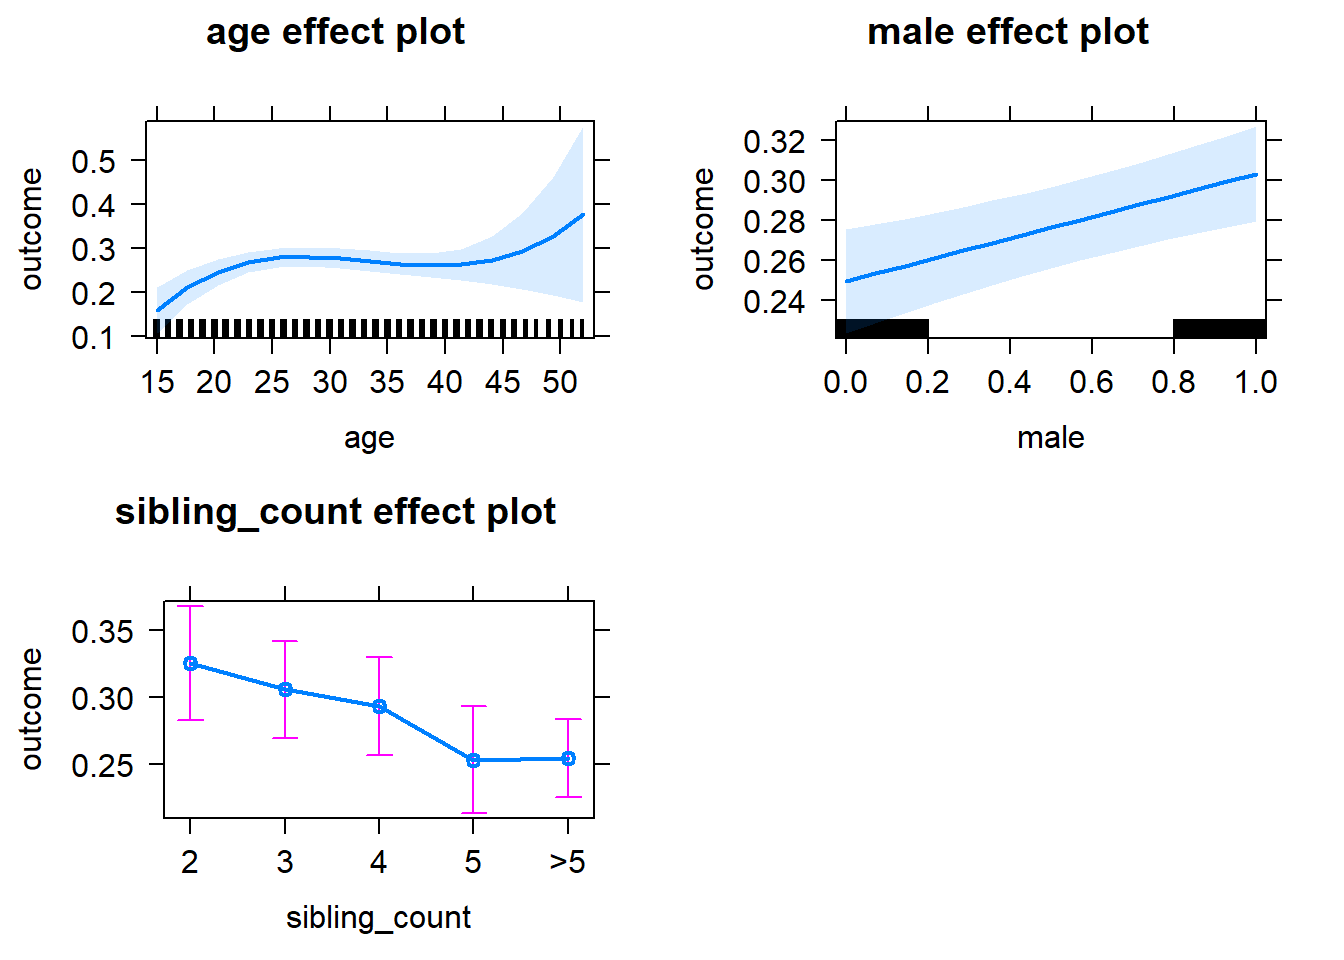 age effect plot
outcome
0.5
0.4
0.3
0.2
0.1
15 20 25 30 35 40 45 50
age
male effect plot
outcome
0.32
0.30
0.28
0.26
0.24
0.0 0.2 0.4 0.6 0.8 1.0
male
sibling_count effect plot
outcome
0.35
0.30
0.25
2 3 4 5 >5
sibling_count